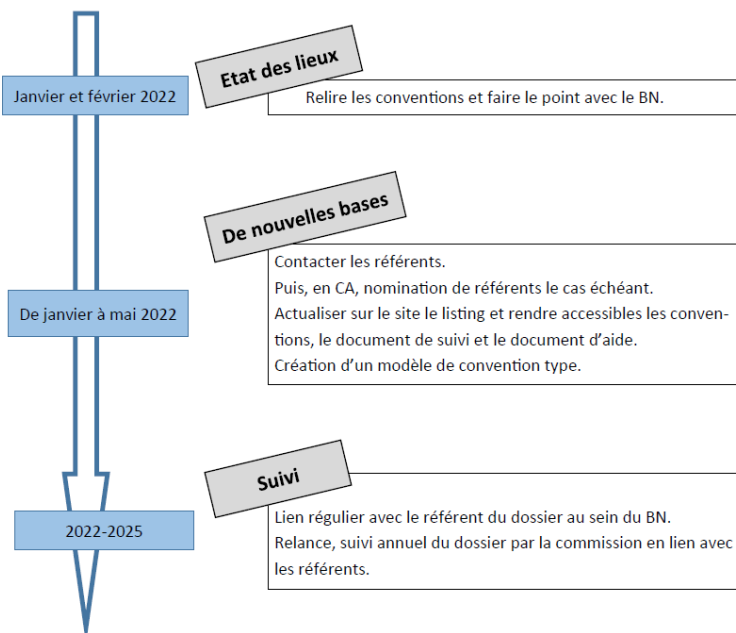 Etat des lieux
Janvier et février 2022
Relire les conventions et faire le point avec le BN.
De nouvelles bases
Contacter les référents.
Puis, en CA, nomination de référents le cas échéant.
De janvier à mai 2022
Actualiser sur le site le listing et rendre accessibles les conven-
tions, le document de suivi et le document d’aide.
Création d’un modèle de convention type.
Suivi
2022-2025
Lien régulier avec le référent du dossier au sein du BN.
Relance, suivi annuel du dossier par la commission en lien avec
les référents.